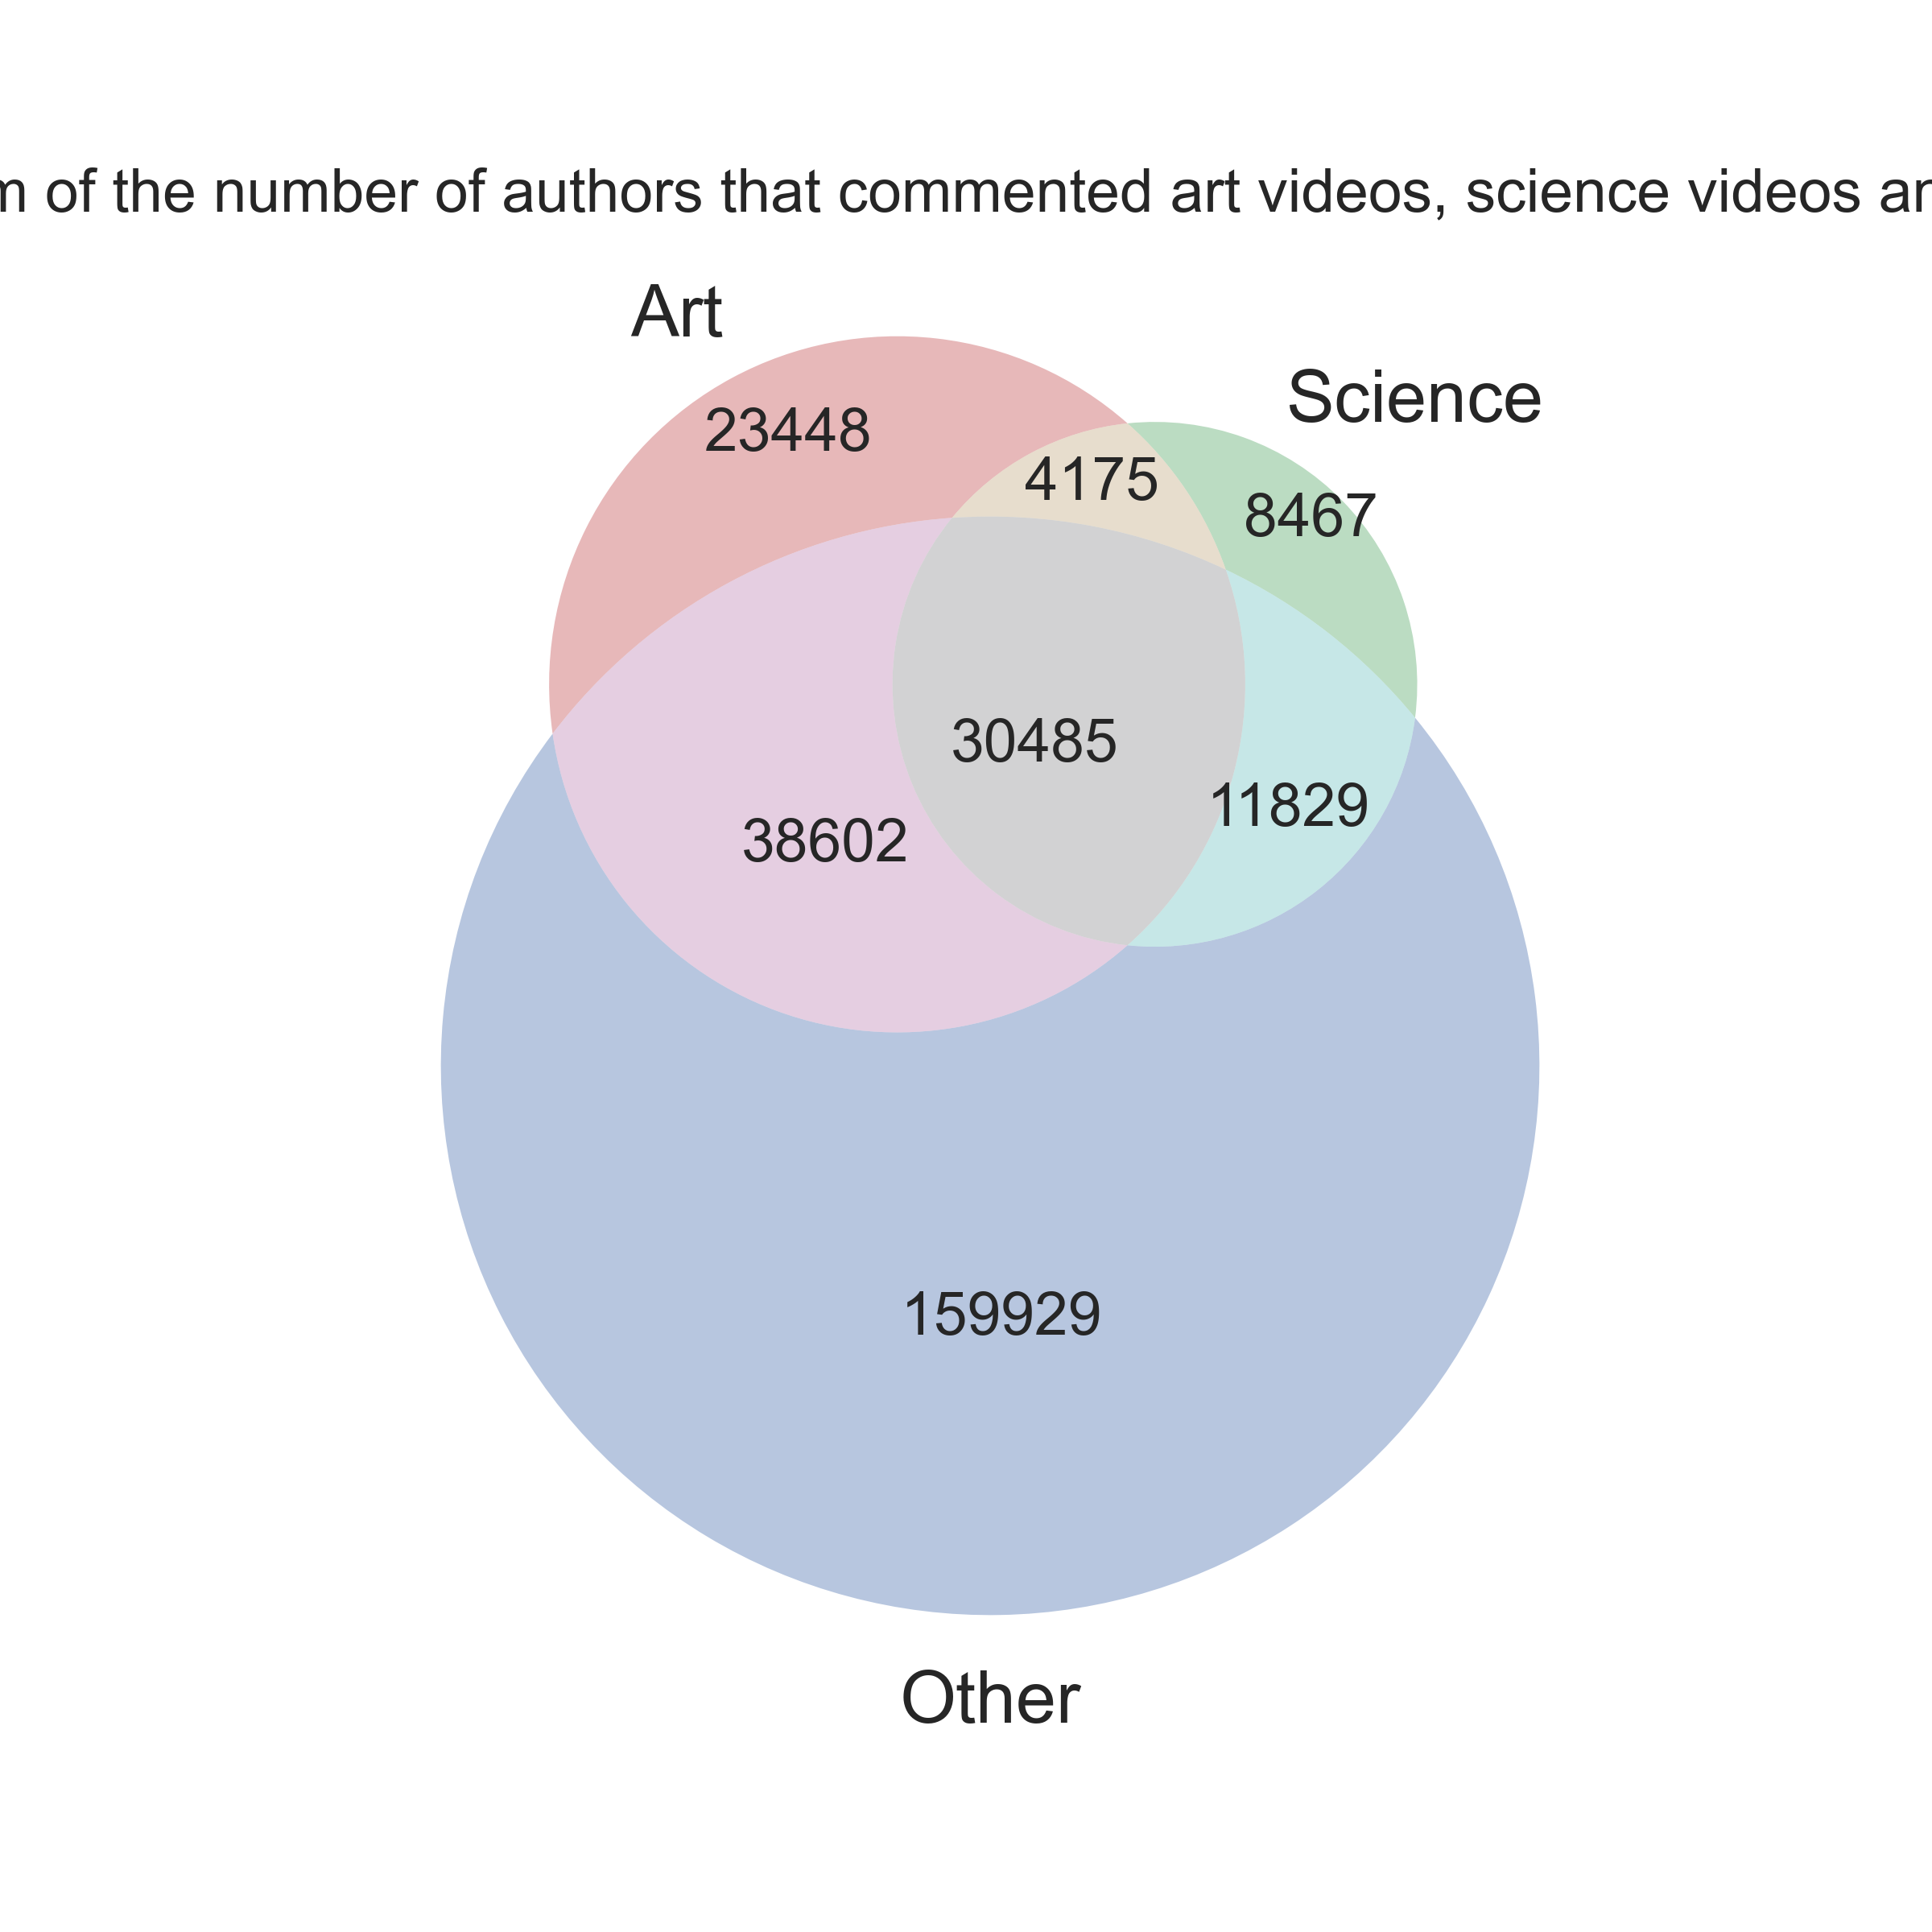 of the number of authors that commented art videos, science videos
Art
Science
23448
4175
8467
30485
11829
38602
159929
Other